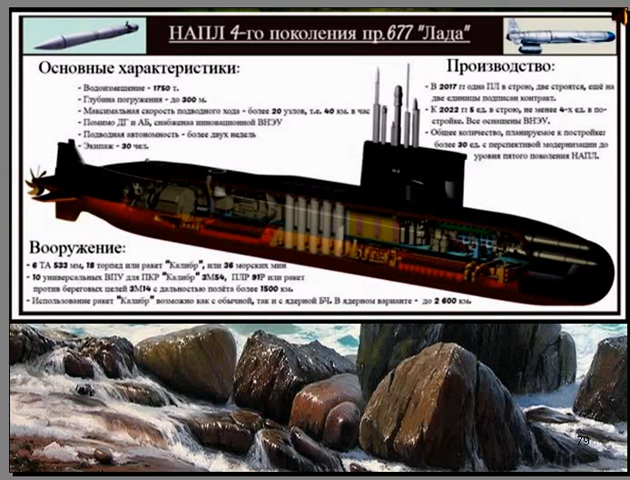 НАПЛ 4-го поколения пр.677 "Лада"
Основные характеристики:
- Водоизмещение - 1750 т.
- Глубина погружения - до 300 м.
- Максимальная скорость подводного хода - более 20 узлов, т.е. 40 км. в час
- Помимо ДГ и АБ, снабжена инновационной ВНЭУ
- Подводная автономность - более двух недель
- Экипаж - 30 чел.
Производство:
- В 2017 гг одна ПЛ в строю, две строятся, ещё на
две единицы подписан контракт.
- К 2022 гг 5 ед. в строю, не менее 4-х ед. в по-
стройке. Все оснащены ВНЭУ.
- Общее количество, планируемое к постройке
более 30 ед. с перспективой модернизации до
уровня пятого поколения НАПЛ.
Вооружение:
- 6 ТА 533 мм, 18 торпед или ракет "Калибр", или 36 морских мин
- 10 универсальных ВПУ для ПКР "Калибр" 3М54, ПЛР 91Р или ракет
против береговых целей 3М14 с дальностью полёта более 1500 км.
- Использование ракет "Калибр" возможно как с обычной, так и с ядерной БЧ. В ядерном варианте - до 2 600 км.